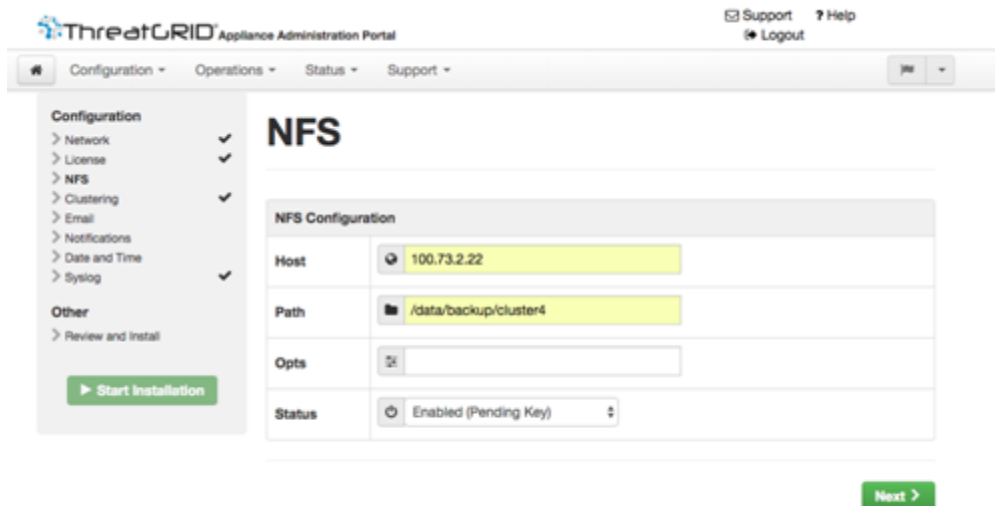 ThreatGRID Appliance Administration Portal
Support ? Help
Logout
Configuration Operations Status Support
Configuration
Network
License
NFS
Clustering
Email
Notifications
Date and Time
Syslog
Other
Review and Install
Start Installation
NFS
NFS Configuration
Host 100.73.2.22
Path /data/backup/cluster4
Opts
Status Enabled (Pending Key)
Next